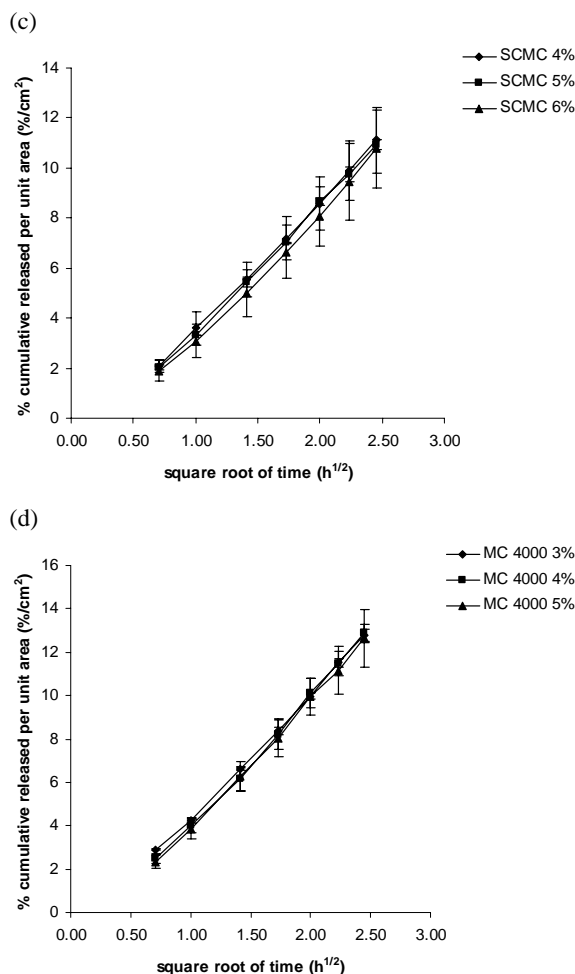 (c)
SCMC 4%
SCMC 5%
SCMC 6%
% cumulative released per unit area (%/cm²)
14
12
10
8
6
4
2
0
0.00 0.50 1.00 1.50 2.00 2.50 3.00
square root of time (h^1/2)
(d)
MC 4000 3%
MC 4000 4%
MC 4000 5%
% cumulative released per unit area (%/cm²)
16
14
12
10
8
6
4
2
0
0.00 0.50 1.00 1.50 2.00 2.50 3.00
square root of time (h^1/2)